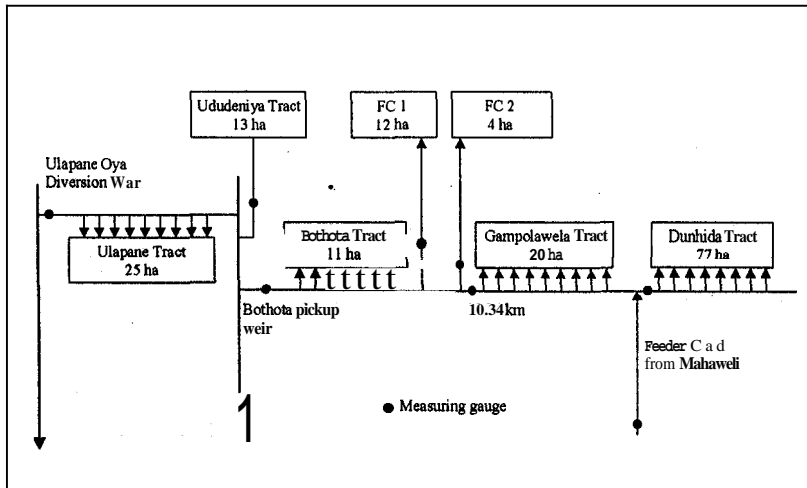 Ududeniya Tract
13 ha
FC 1
12 ha
FC 2
4 ha
Ulapane Oya
Diversion War
Ulapane Tract
25 ha
Bothota Tract
11 ha
Gampolawela Tract
20 ha
Dunhida Tract
77 ha
t t t t t
Bothota pickup
weir
10.34km
Feeder C a d
from Mahaweli
1
Measuring gauge